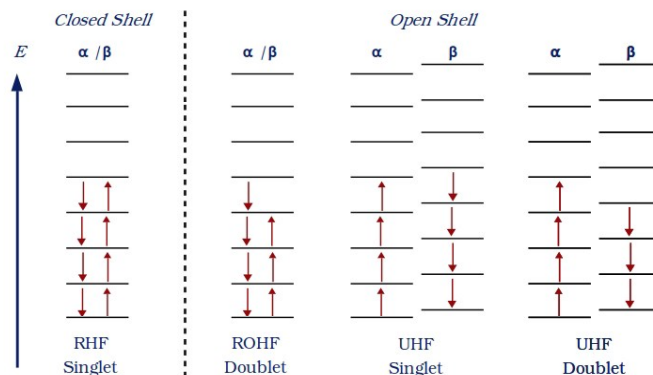 Closed Shell
Open Shell
E
α /β
α /β
α
β
α
β
RHF
Singlet
ROHF
Doublet
UHF
Singlet
UHF
Doublet